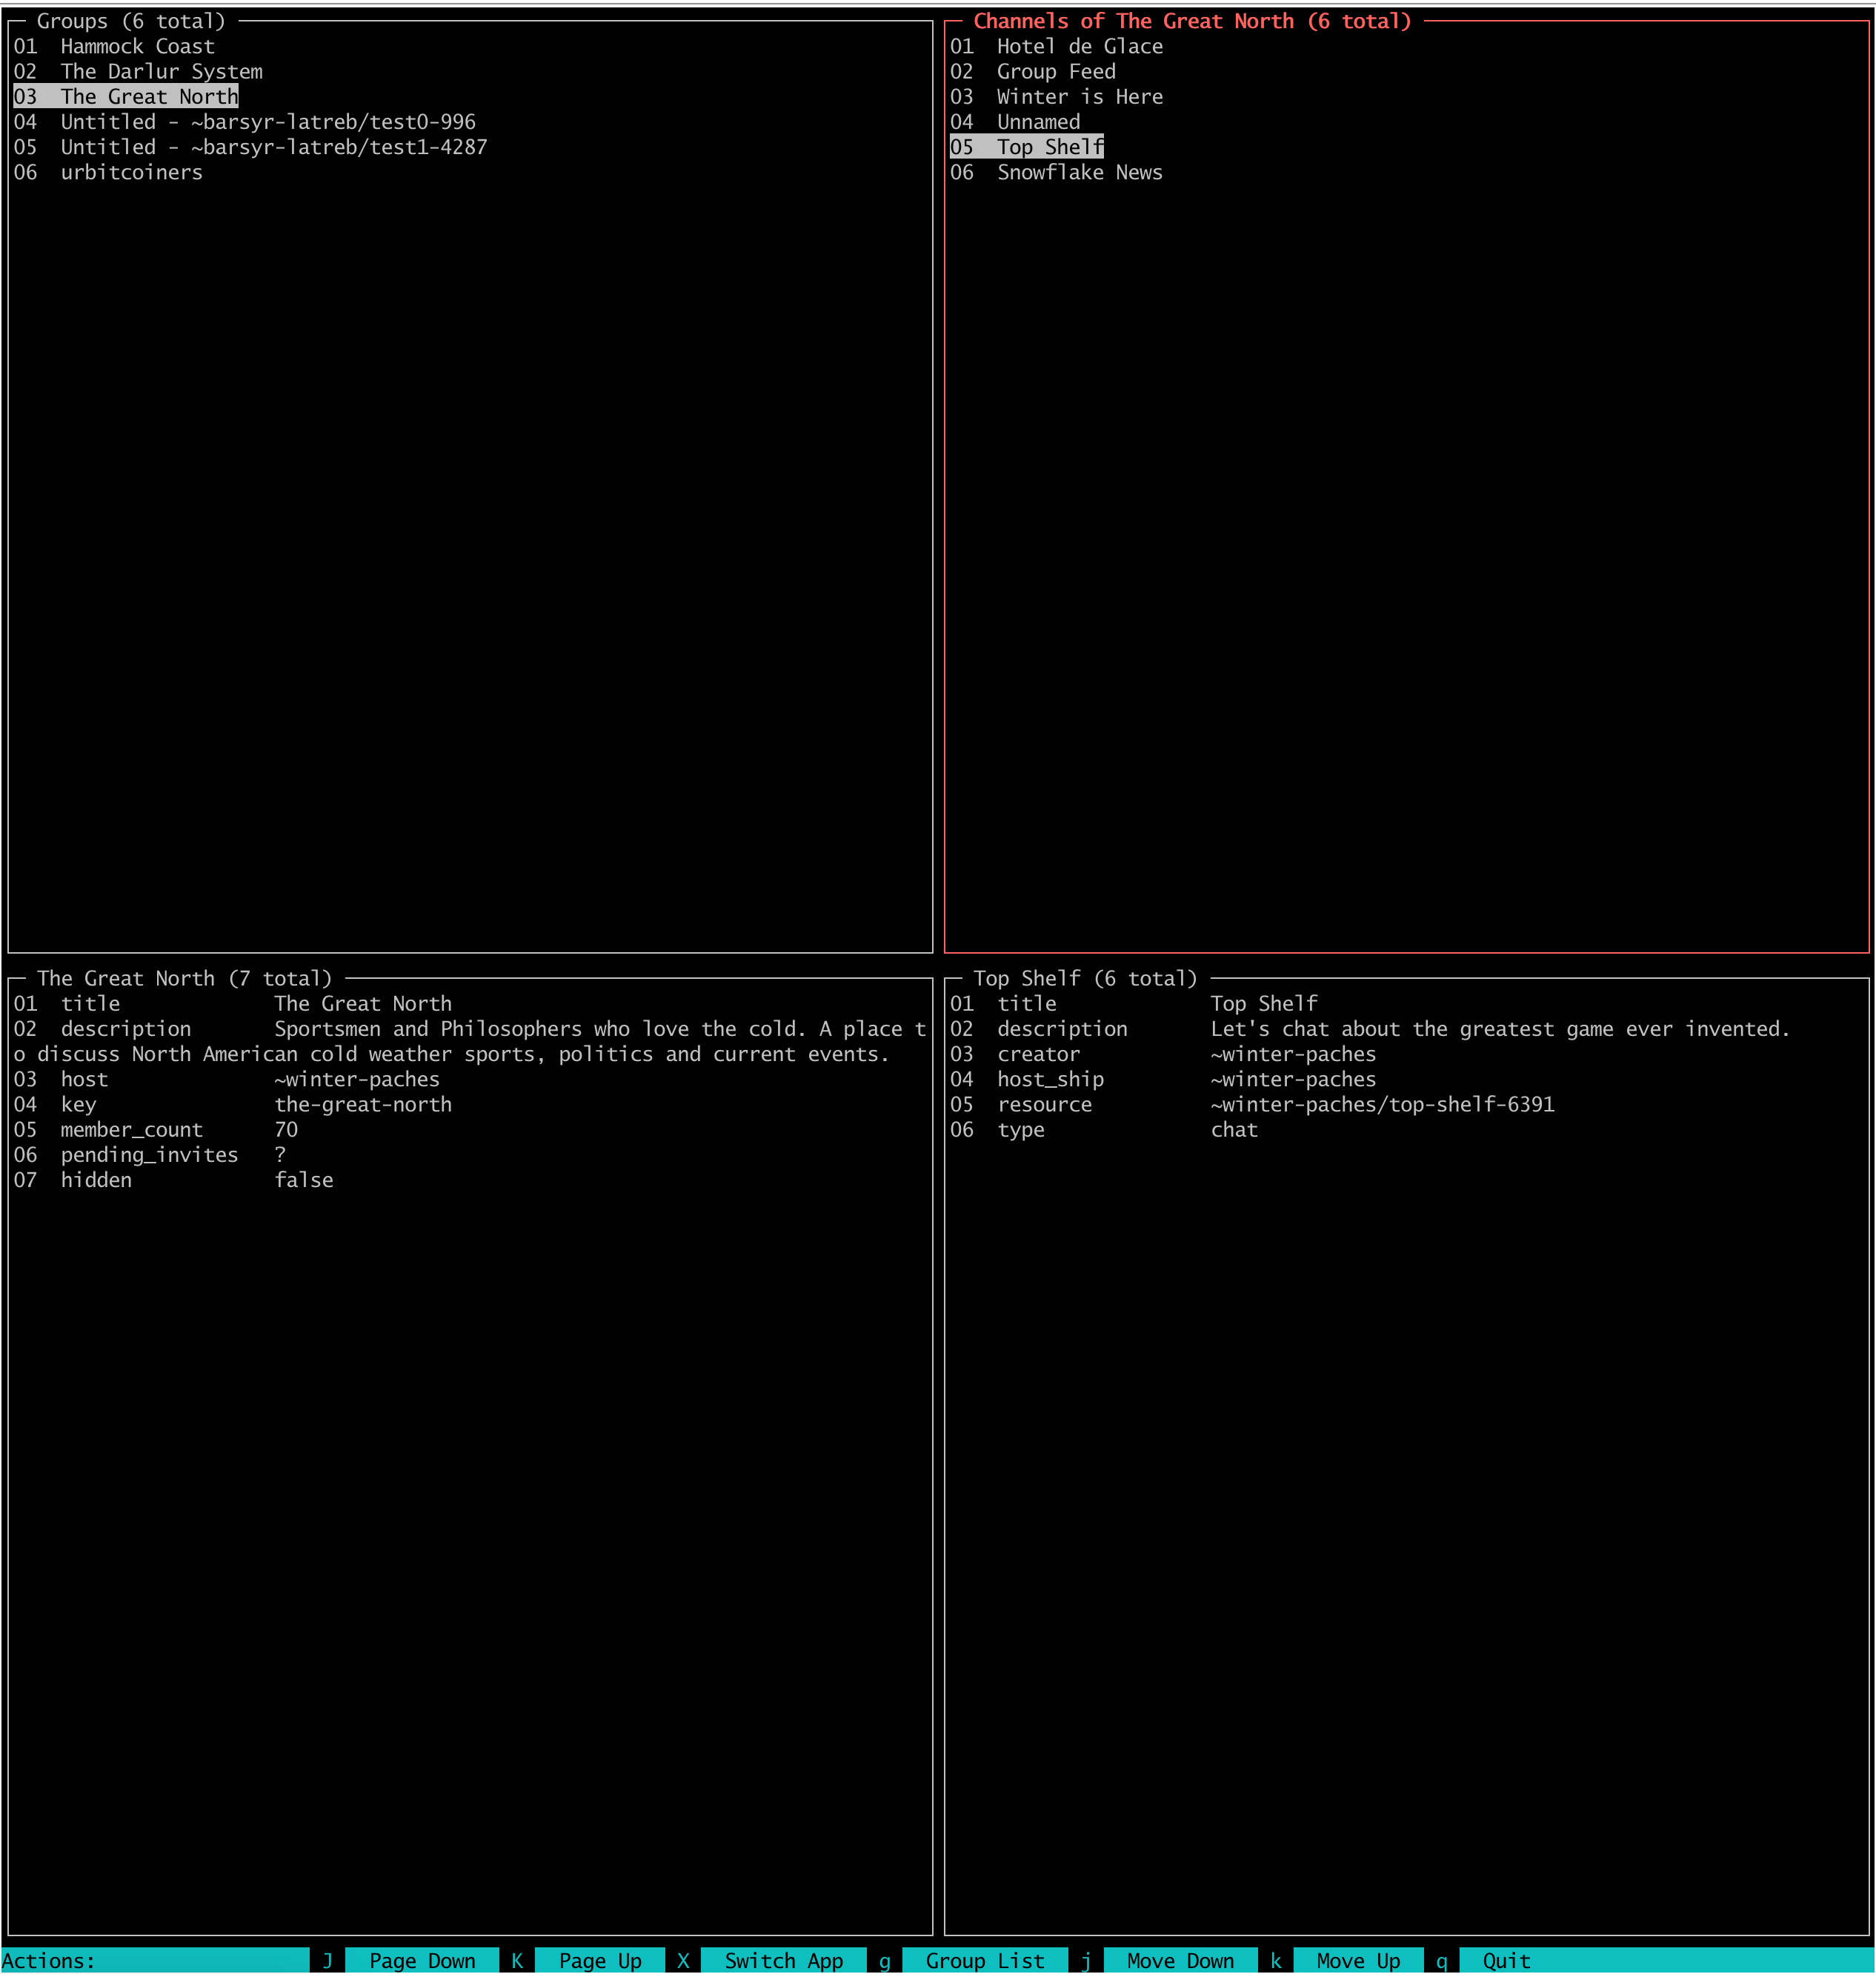 Groups (6 total)
01 Hammock Coast
02 The Darlur System
03 The Great North
04 Untitled - ~barsyr-latreb/test0-996
05 Untitled - ~barsyr-latreb/test1-4287
06 urbitcoiners
Channels of The Great North (6 total)
01 Hotel de Glace
02 Group Feed
03 Winter is Here
04 Unnamed
05 Top Shelf
06 Snowflake News
The Great North (7 total)
01 title The Great North
02 description Sportsmen and Philosophers who love the cold. A place t
o discuss North American cold weather sports, politics and current events.
03 host ~winter-paches
04 key the-great-north
05 member_count 70
06 pending_invites ?
07 hidden false
Top Shelf (6 total)
01 title Top Shelf
02 description Let's chat about the greatest game ever invented.
03 creator ~winter-paches
04 host_ship ~winter-paches
05 resource ~winter-paches/top-shelf-6391
06 type chat
Actions: J Page Down K Page Up X Switch App g Group List j Move Down k Move Up q Quit